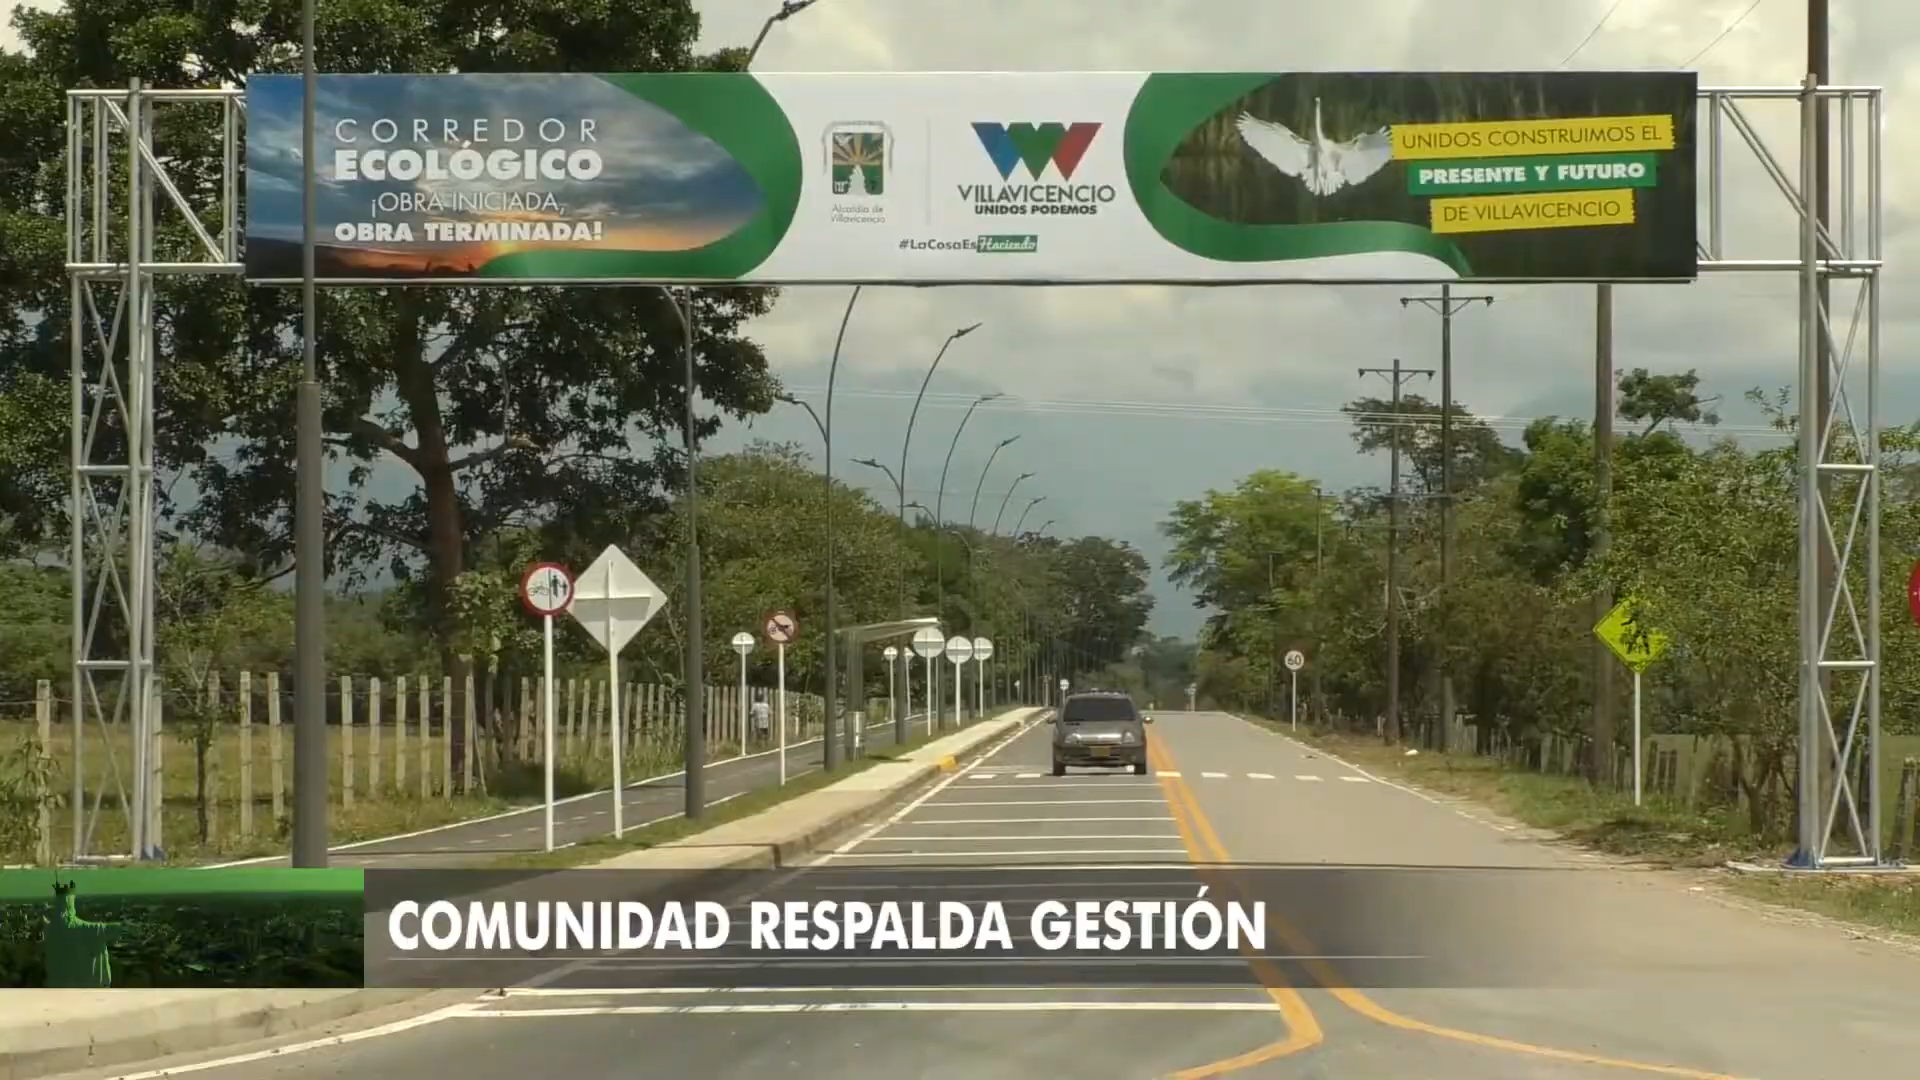 CORREDOR
ECOLÓGICO
¡OBRA INICIADA,
OBRA TERMINADA!
Alcaldía de
Villavicencio
VILLAVICENCIO
UNIDOS PODEMOS
#LaCosaEsHaciendo
UNIDOS CONSTRUIMOS EL
PRESENTE Y FUTURO
DE VILLAVICENCIO
60
COMUNIDAD RESPALDA GESTIÓN